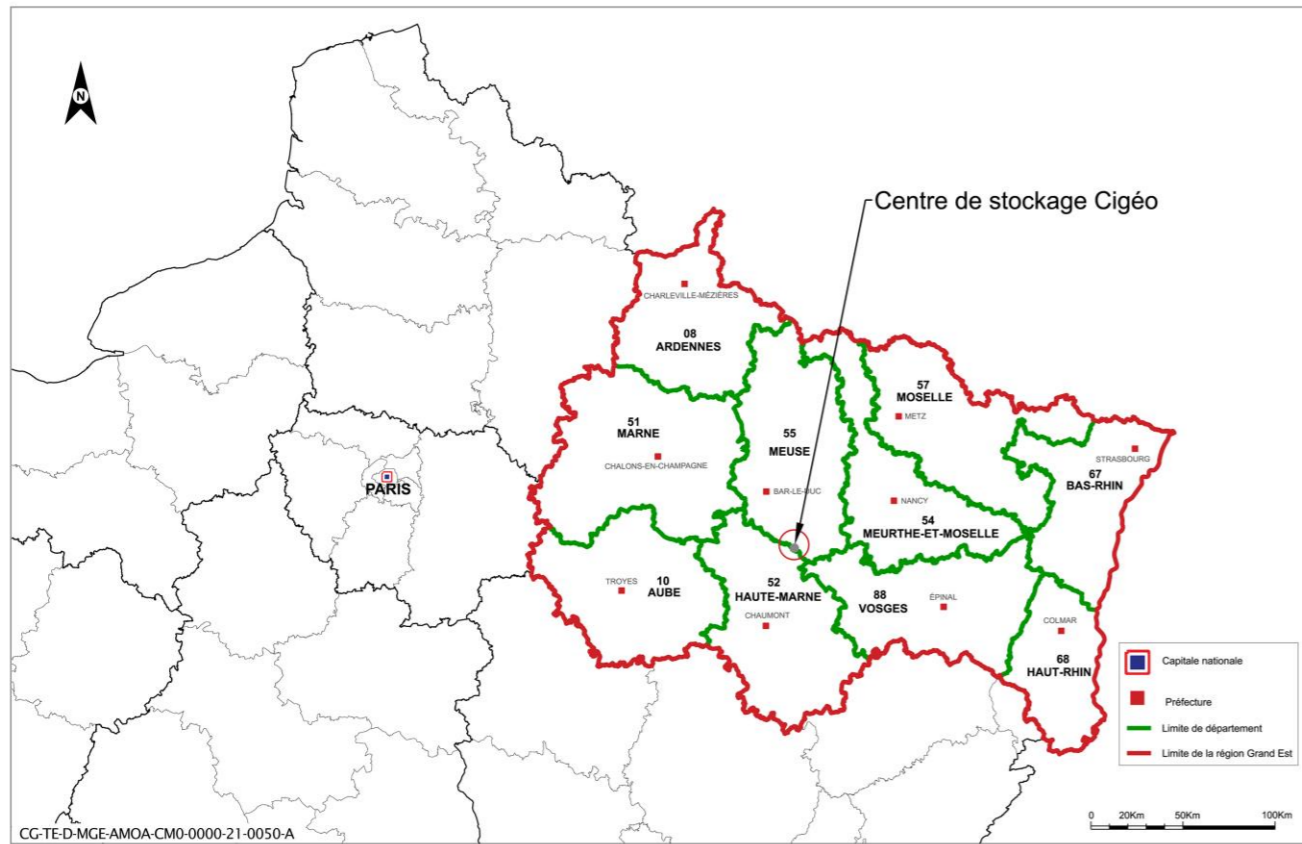 N
Centre de stockage Cigéo
CHARLEVILLE-MÉZIÈRES
08
ARDENNES
57
MOSELLE
METZ
51
MARNE
CHALONS-EN-CHAMPAGNE
55
MEUSE
BAR-LE-DUC
STRASBOURG
67
BAS-RHIN
PARIS
NANCY
54
MEURTHE-ET-MOSELLE
TROYES
10
AUBE
52
HAUTE-MARNE
CHAUMONT
88
VOSGES
ÉPINAL
COLMAR
68
HAUT-RHIN
Capitale nationale
Préfecture
Limite de département
Limite de la région Grand Est
0 20Km 50Km 100Km
CG-TE-D-MGE-AMOA-CM0-0000-21-0050-A